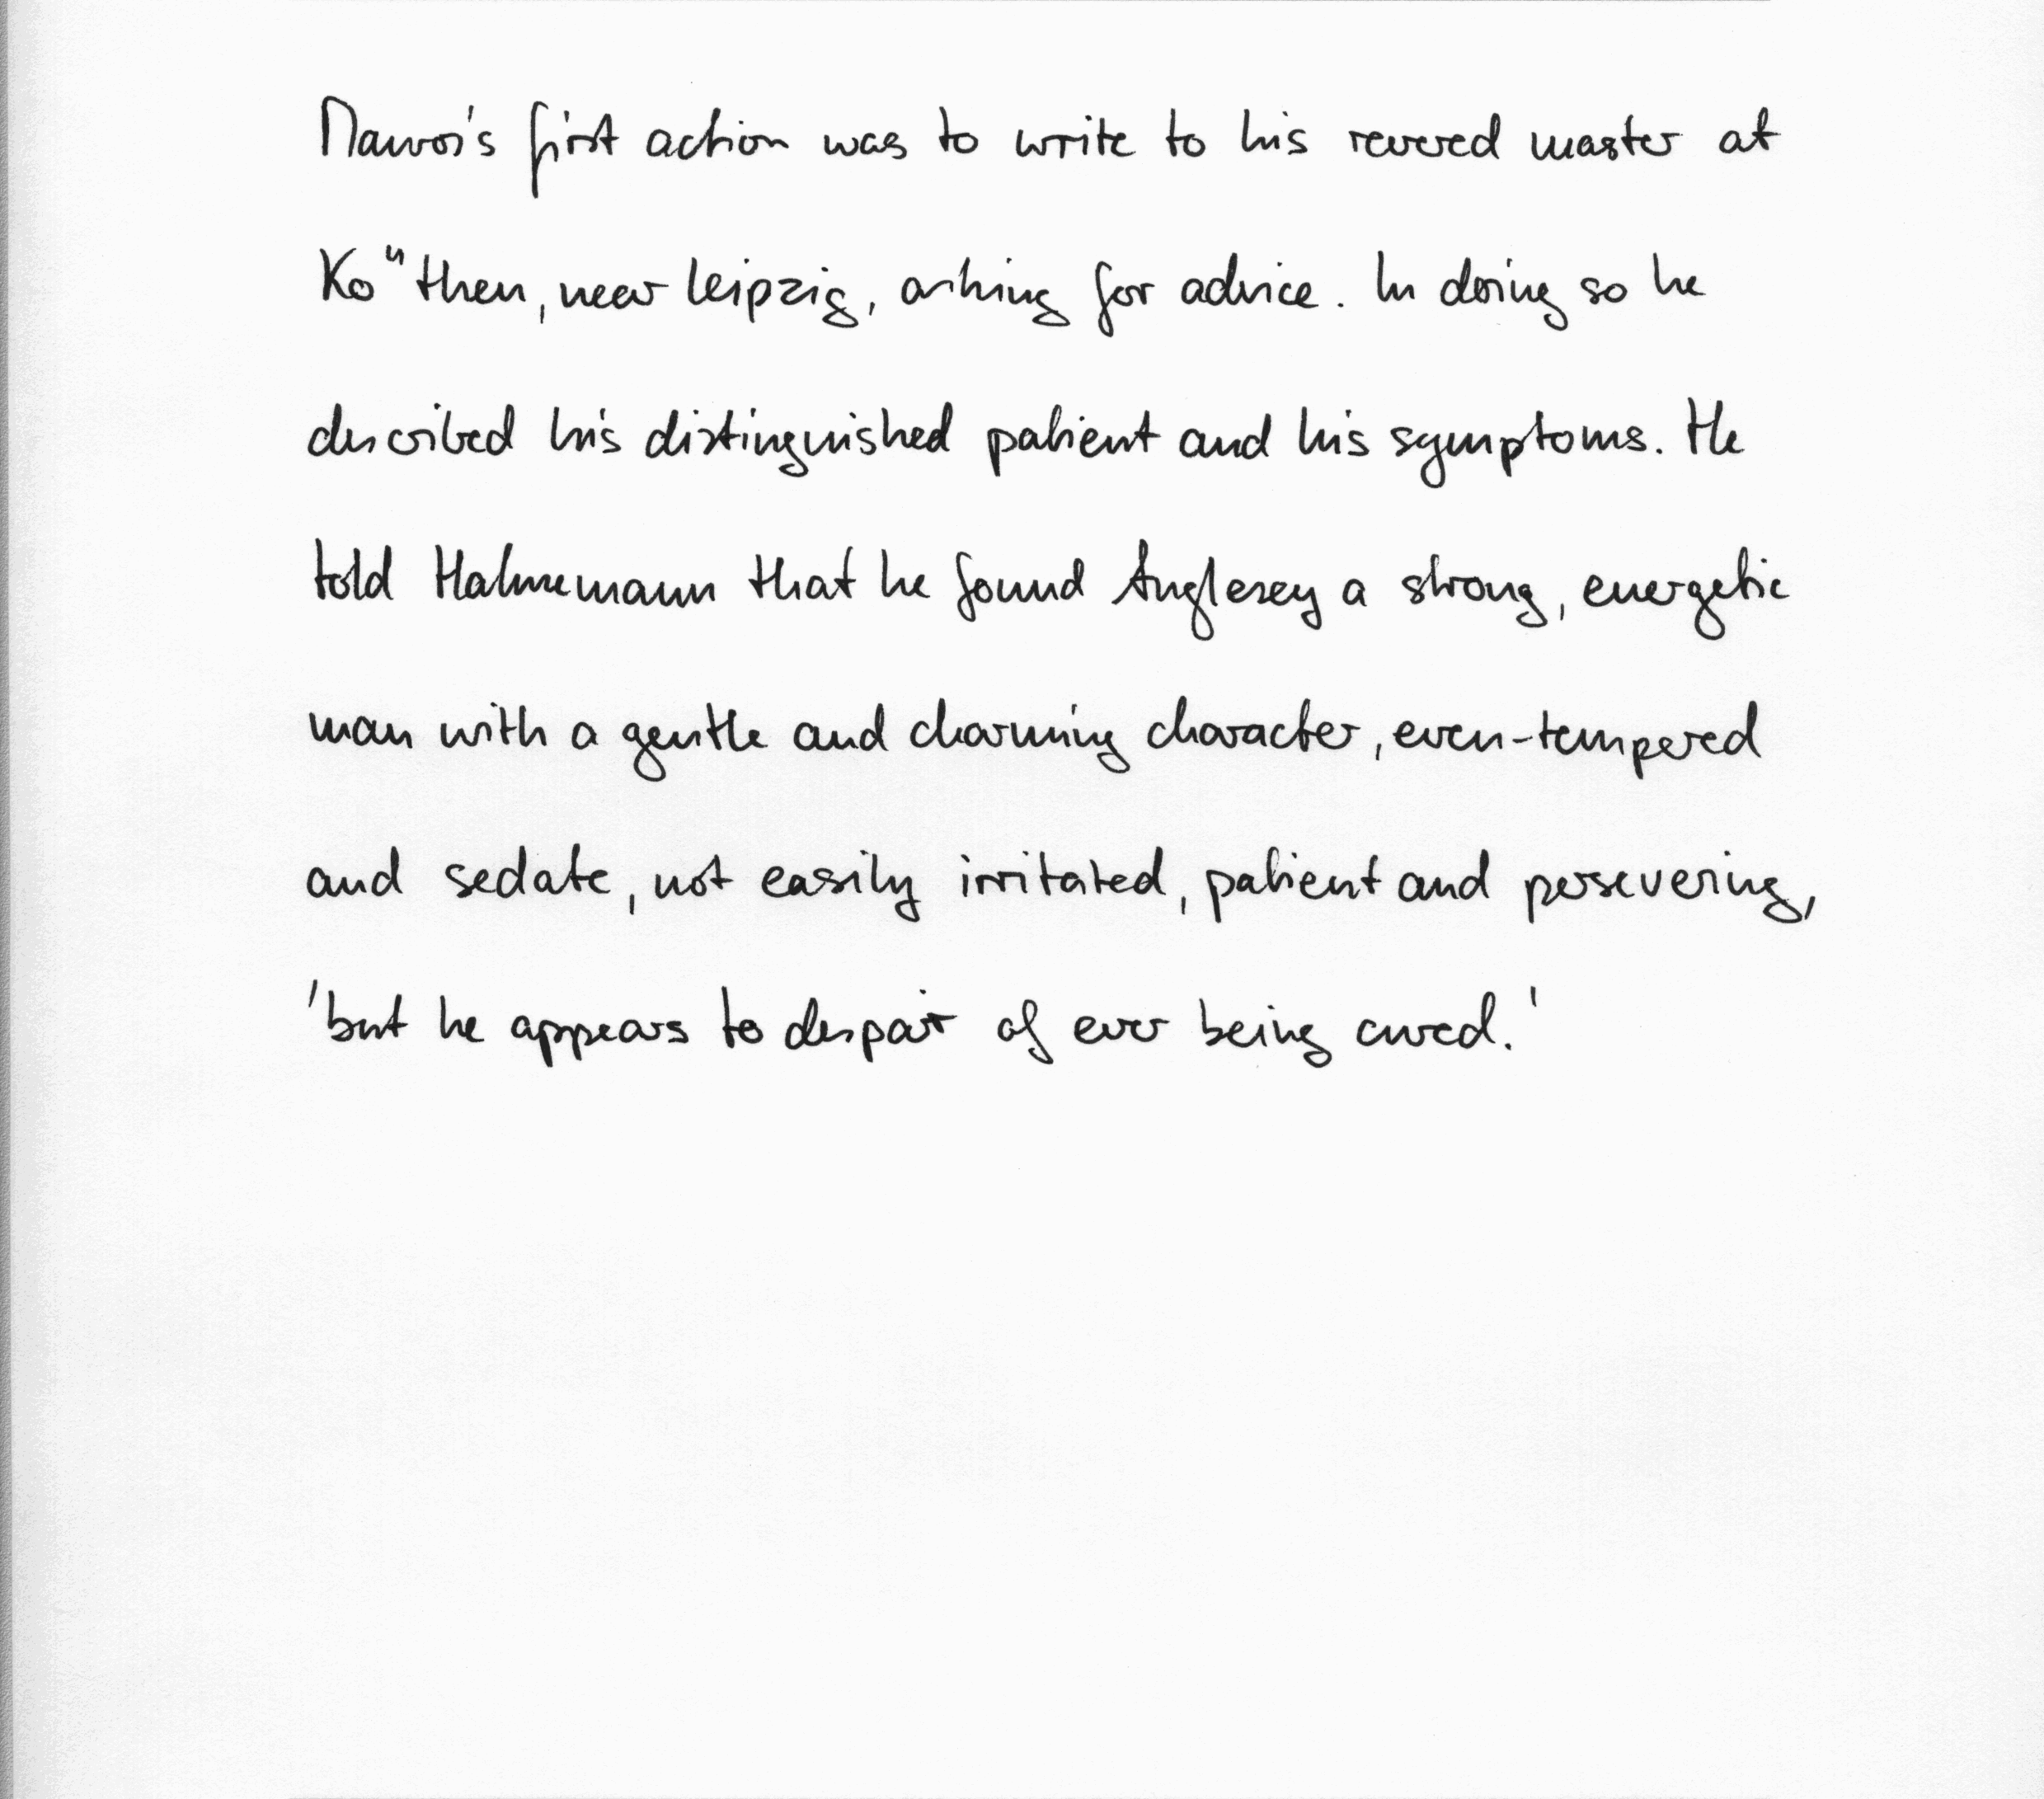 Mauroi's first action was to write to his revered master at
Ko"then, near Leipzig, asking for advice. In doing so he
described his distinguished patient and his symptoms. He
told Hahnemann that he found Anglesey a strong, energetic
man with a gentle and charming character, even-tempered
and sedate, not easily irritated, patient and persevering,
'but he appears to despair of ever being cured.'